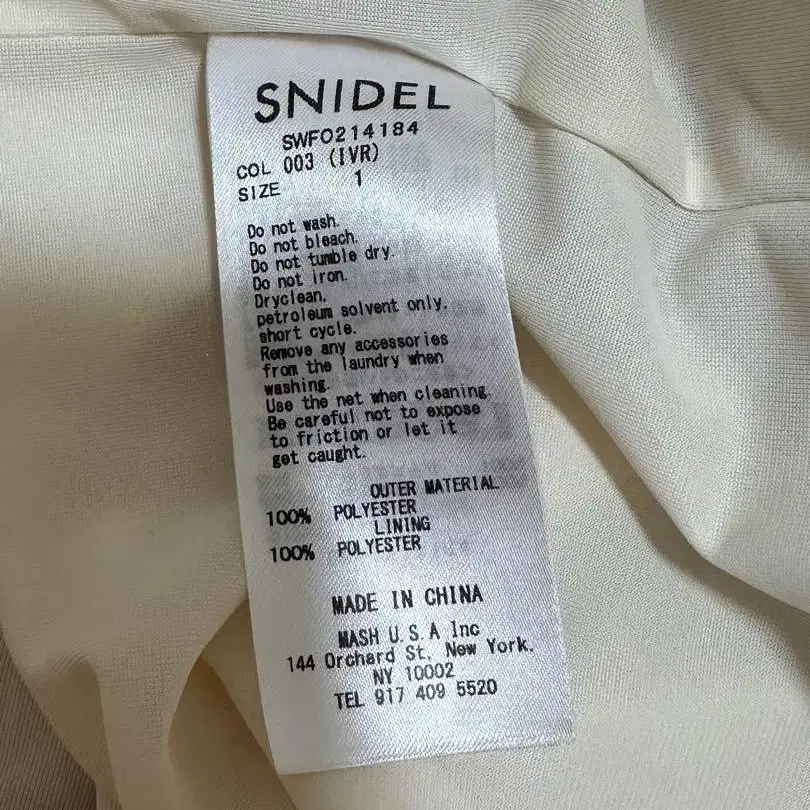 SNIDEL
SWFO214184
COL 003 (IVR)
SIZE 1
Do not wash.
Do not bleach.
Do not tumble dry.
Do not iron.
Dryclean.
petroleum solvent only.
short cycle.
Remove any accessories
from the laundry when
washing.
Use the net when cleaning.
Be careful not to expose
to friction or let it
get caught.
OUTER MATERIAL
100% POLYESTER
LINING
100% POLYESTER
MADE IN CHINA
MASH U.S.A Inc
144 Orchard St, New York.
NY 10002
TEL 917 409 5520